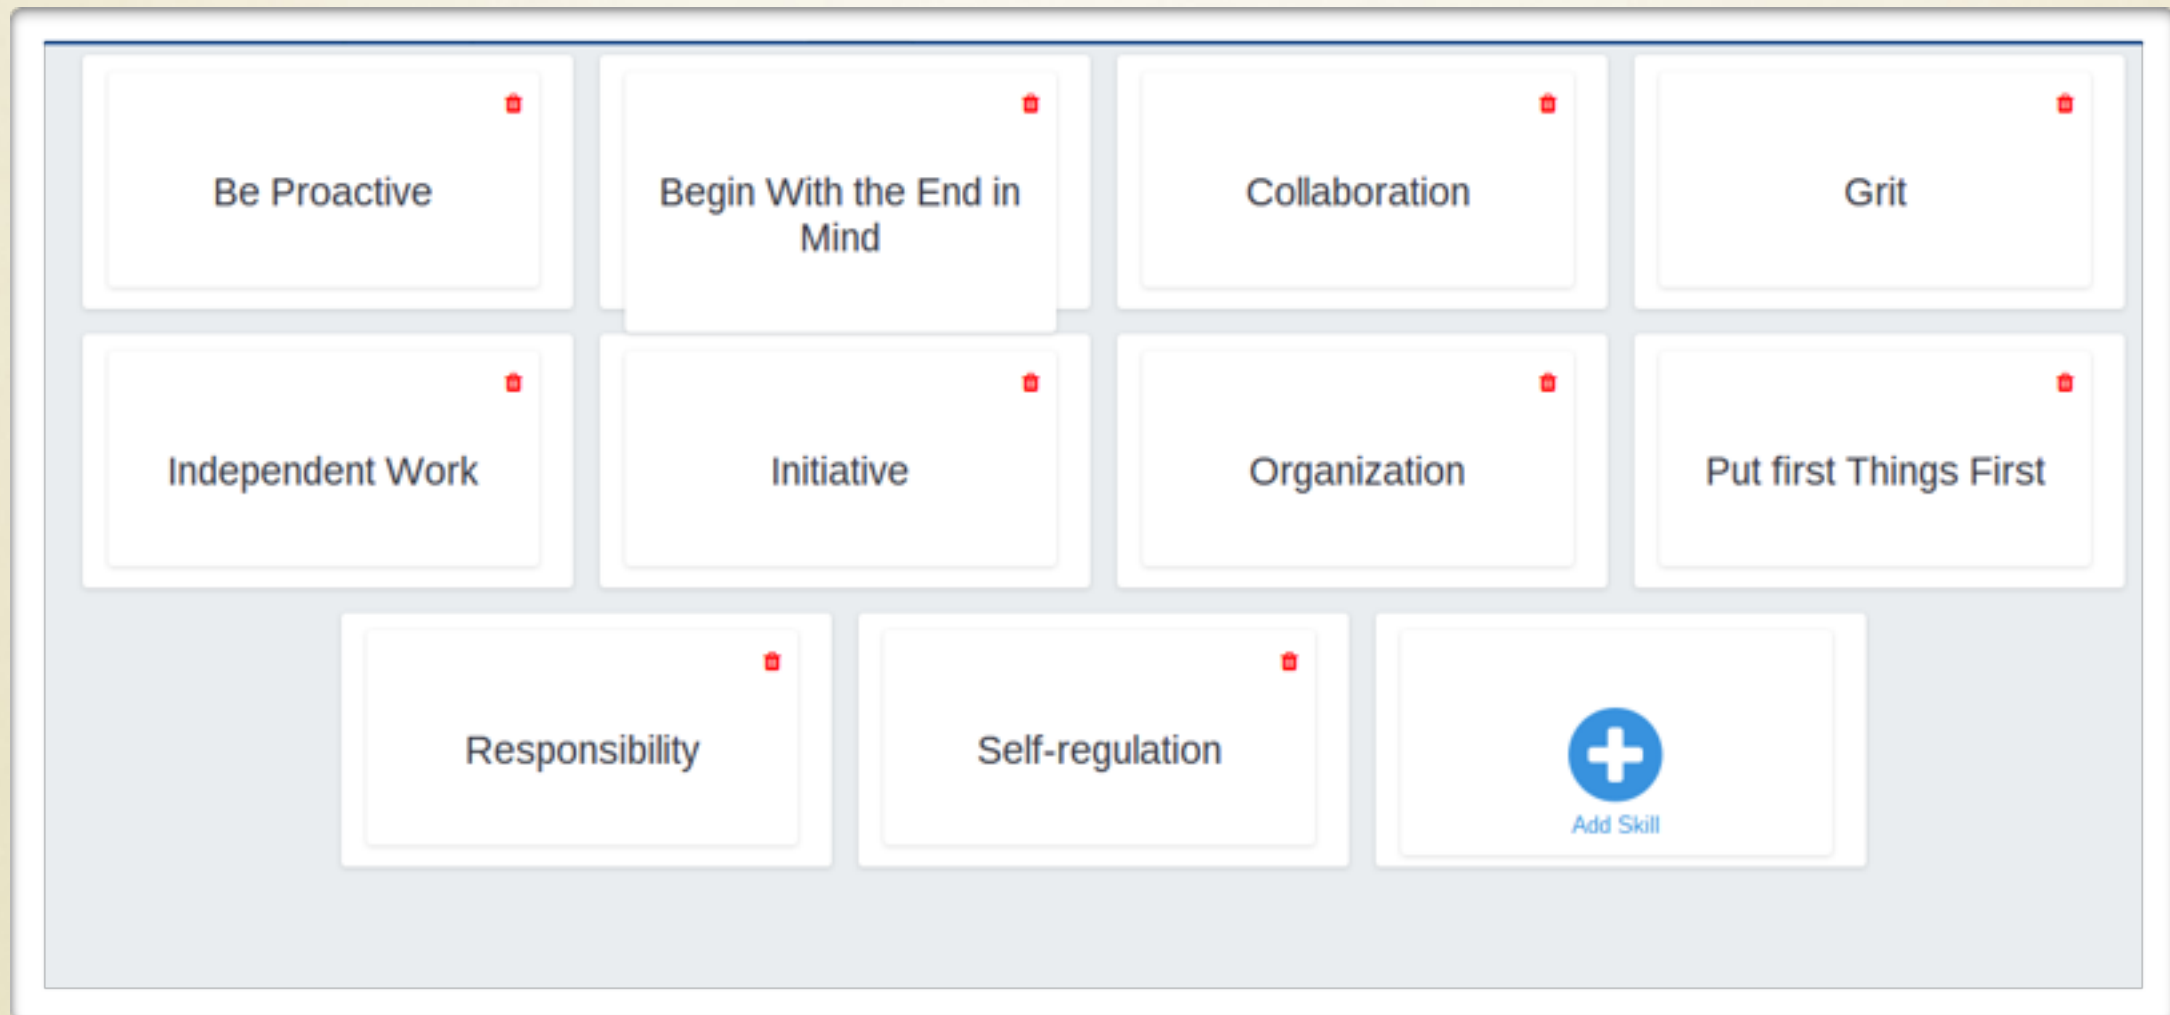 Be Proactive
Begin With the End in
Mind
Collaboration
Grit
Independent Work
Initiative
Organization
Put first Things First
Responsibility
Self-regulation
Add Skill